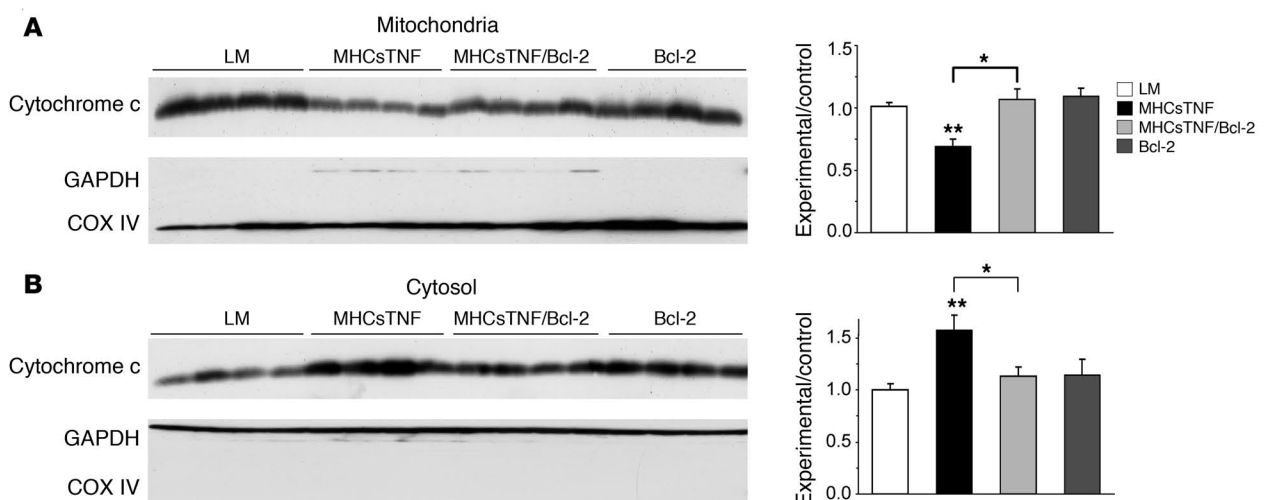 A
Mitochondria
LM MHCsTNF MHCsTNF/Bcl-2 Bcl-2
Cytochrome c
GAPDH
COX IV
Experimental/control
1.5
1.0
0.5
0.0
*
**
LM
MHCsTNF
MHCsTNF/Bcl-2
Bcl-2
B
Cytosol
LM MHCsTNF MHCsTNF/Bcl-2 Bcl-2
Cytochrome c
GAPDH
COX IV
Experimental/control
1.5
1.0
0.5
0.0
*
**